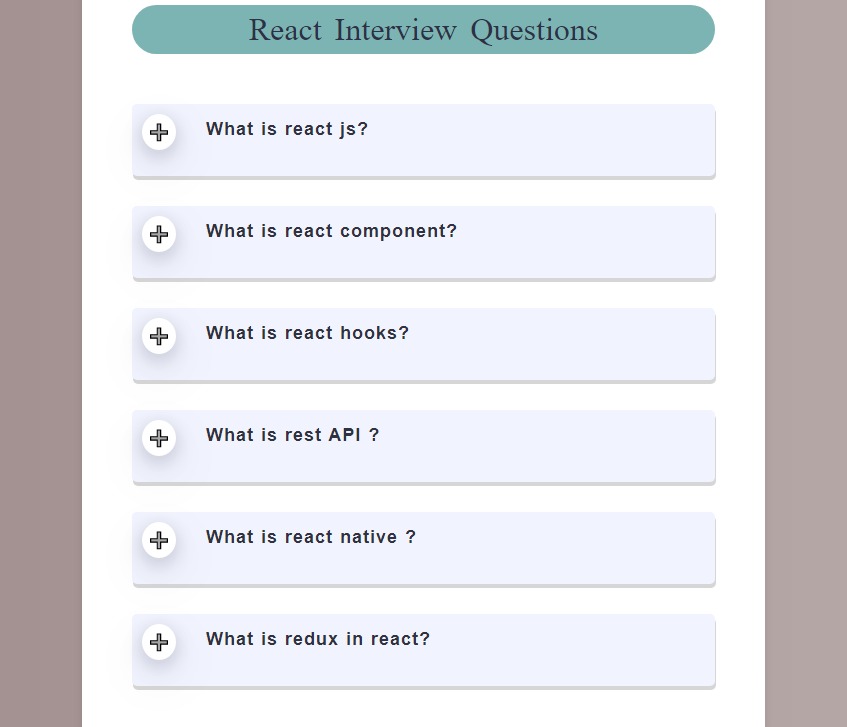 React Interview Questions
What is react js?
What is react component?
What is react hooks?
What is rest API ?
What is react native ?
What is redux in react?